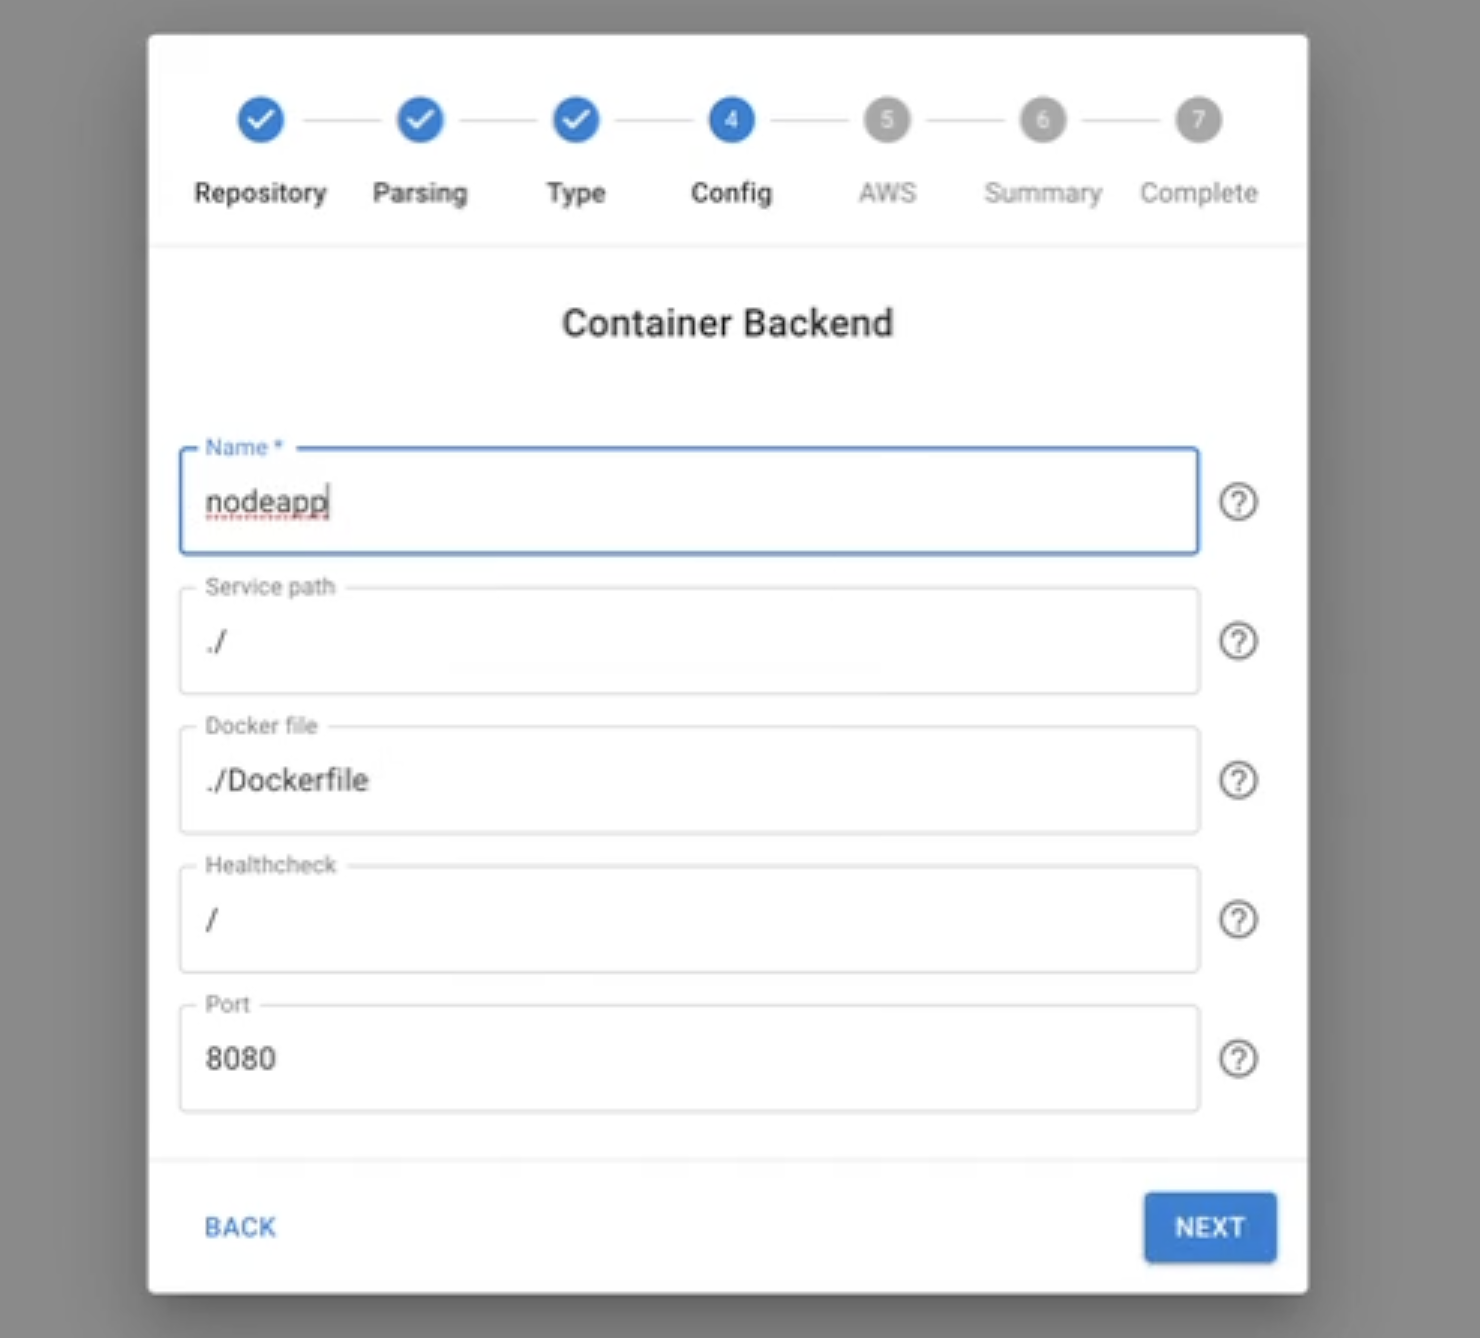 4 5 6 7
Repository Parsing Type Config AWS Summary Complete
Container Backend
Name *
nodeapp
Service path
./
Docker file
./Dockerfile
Healthcheck
/
Port
8080
BACK NEXT